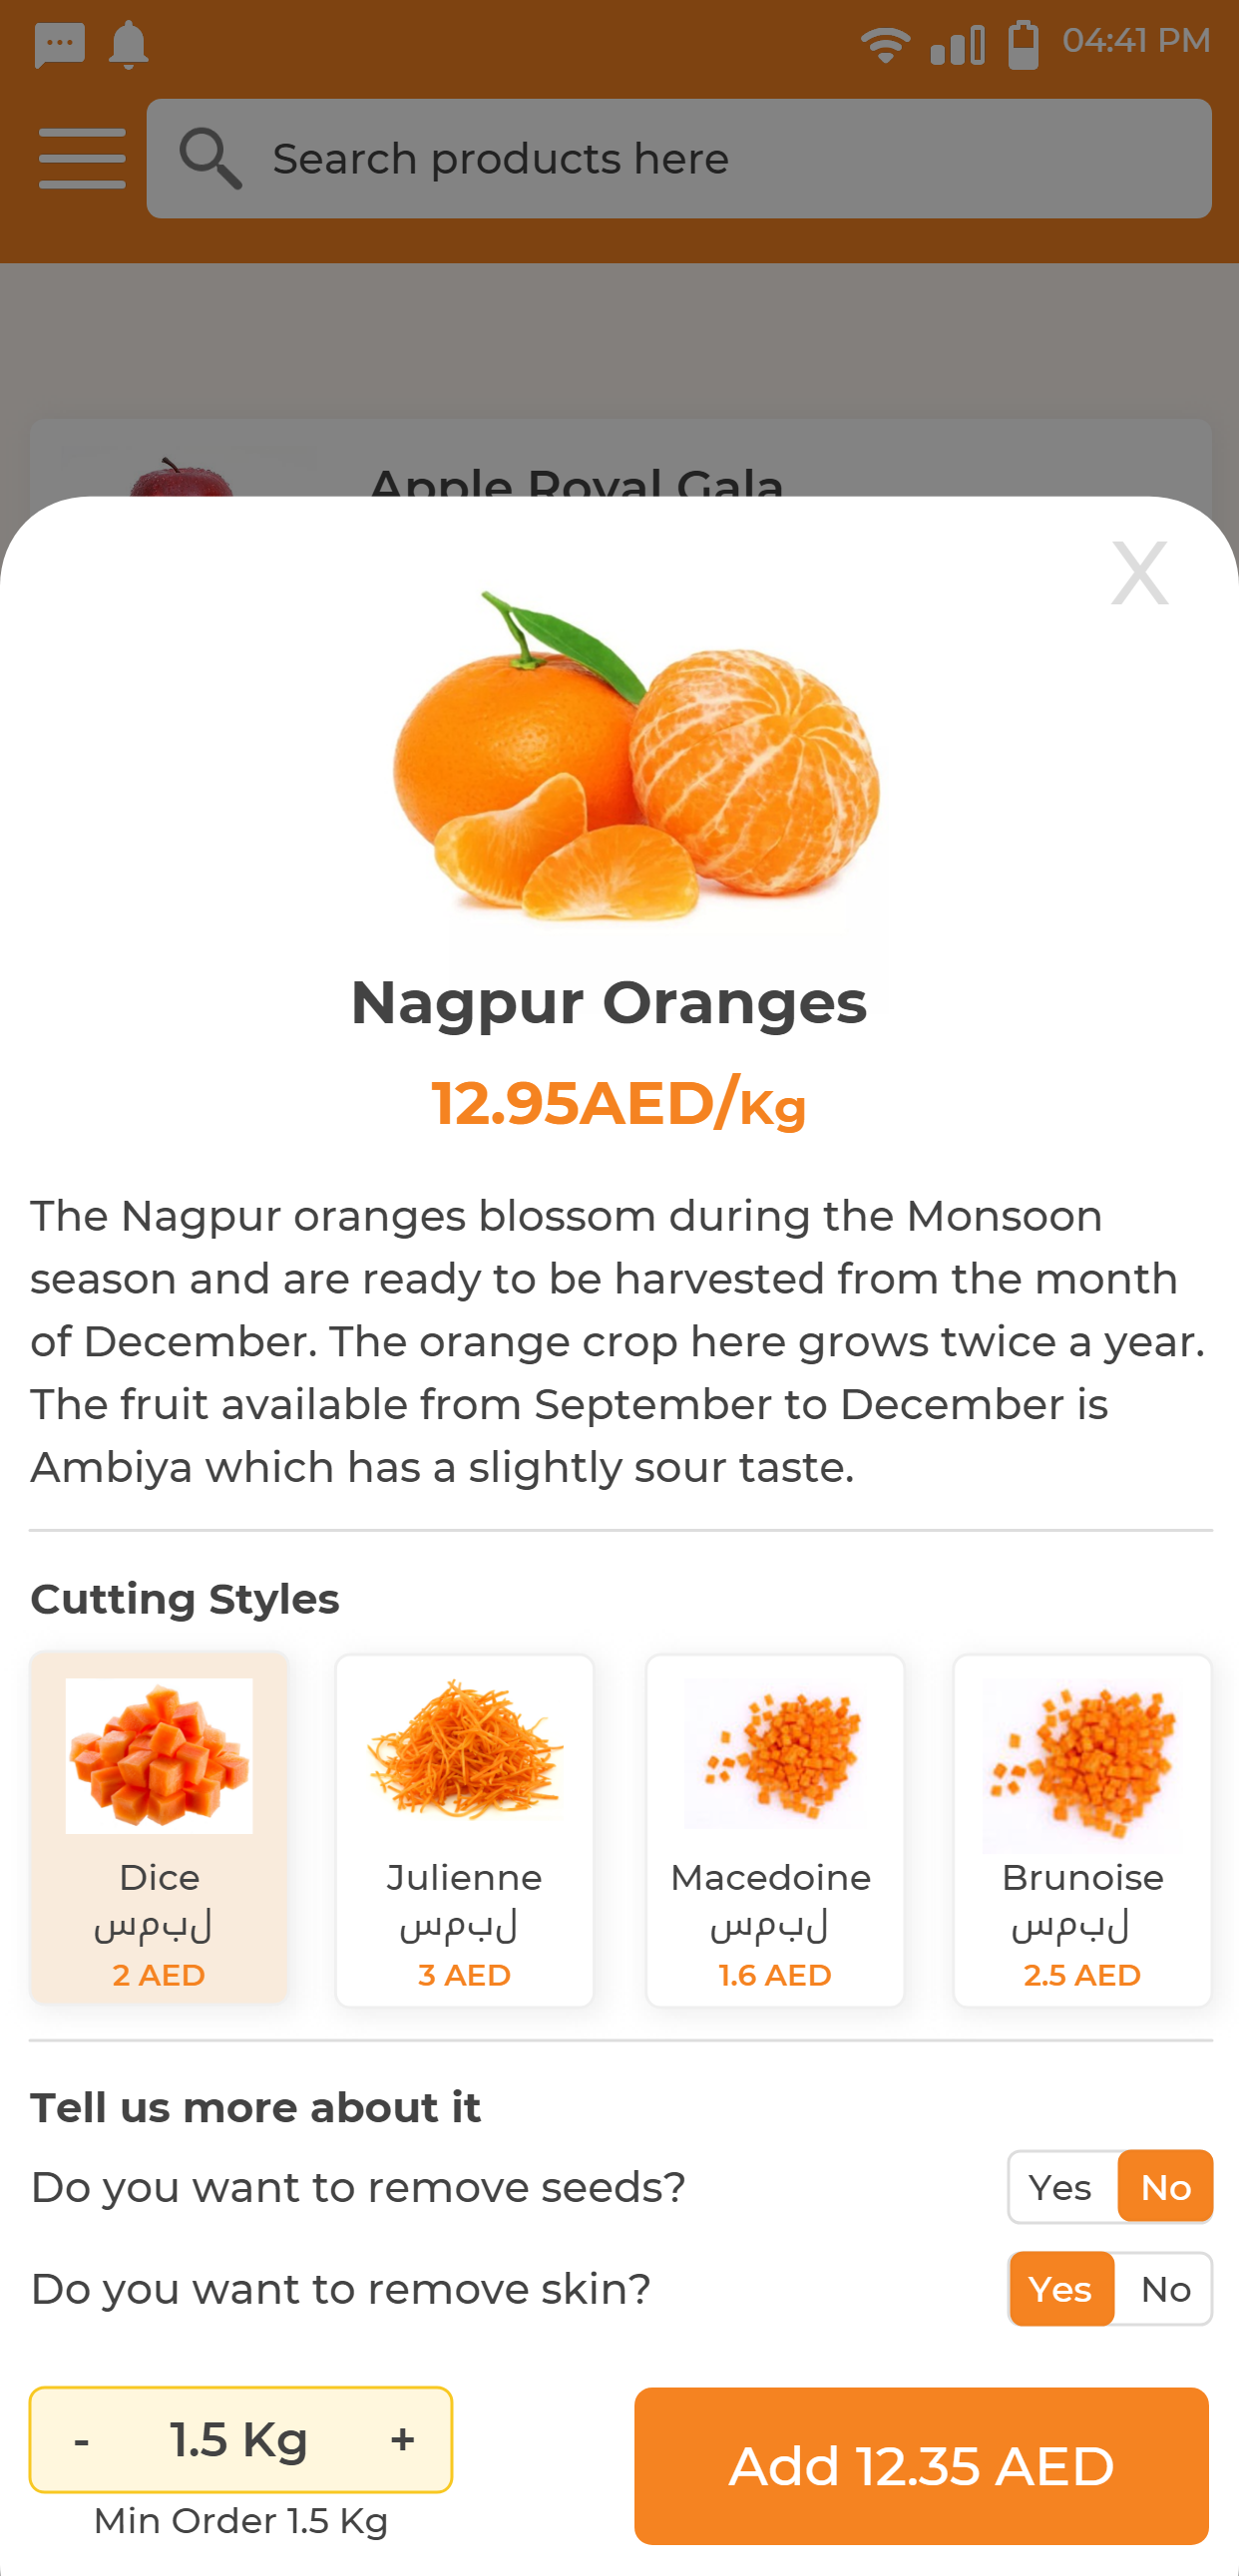 04:41 PM
Search products here
Apple Royal Gala
X
Nagpur Oranges
12.95AED/Kg
The Nagpur oranges blossom during the Monsoon
season and are ready to be harvested from the month
of December. The orange crop here grows twice a year.
The fruit available from September to December is
Ambiya which has a slightly sour taste.
Cutting Styles
Dice
لبمس
2 AED
Julienne
لبمس
3 AED
Macedoine
لبمس
1.6 AED
Brunoise
لبمس
2.5 AED
Tell us more about it
Do you want to remove seeds? Yes No
Do you want to remove skin? Yes No
- 1.5 Kg +
Min Order 1.5 Kg
Add 12.35 AED